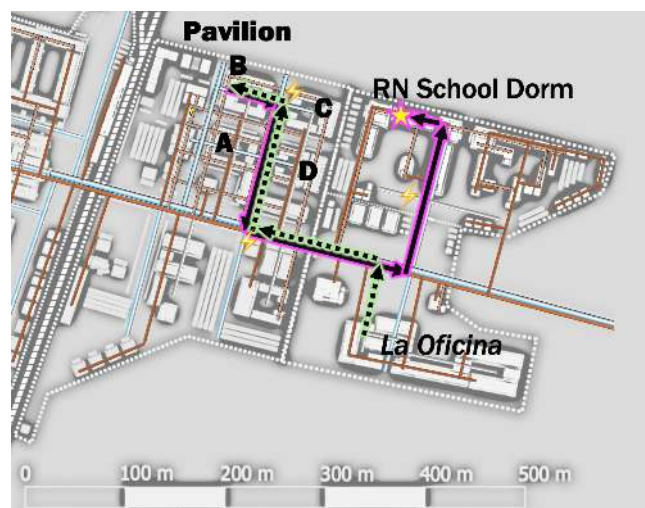 Pavilion
B
RN School Dorm
C
A
D
La Oficina
0 100 m 200 m 300 m 400 m 500 m